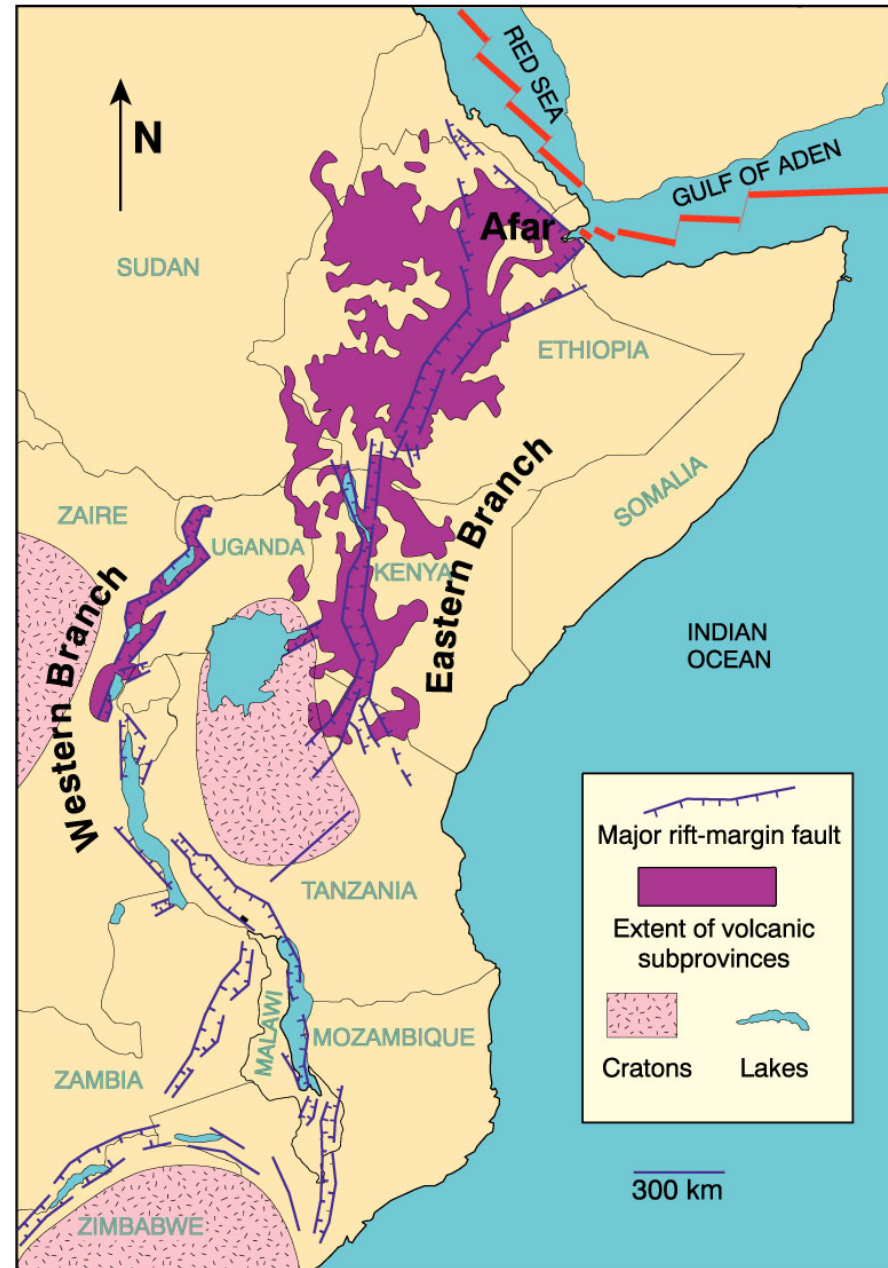 RED SEA
N
GULF OF ADEN
Afar
SUDAN
ETHIOPIA
SOMALIA
ZAIRE
UGANDA
KENYA
Eastern Branch
Western Branch
INDIAN
OCEAN
Major rift-margin fault
TANZANIA
Extent of volcanic
subprovinces
MALAWI
MOZAMBIQUE
ZAMBIA
Cratons
Lakes
300 km
ZIMBABWE